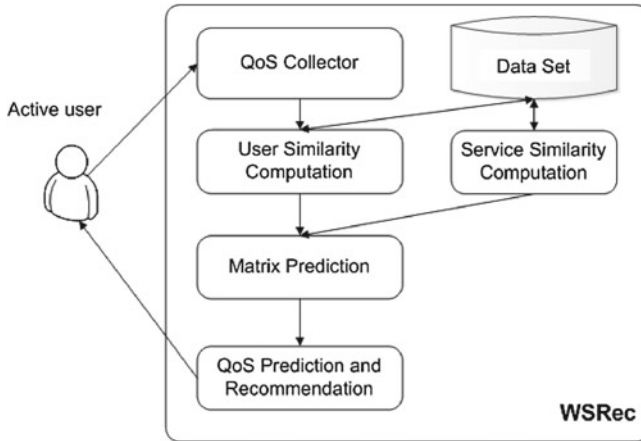 QoS Collector
Data Set
Active user
User Similarity
Computation
Service Similarity
Computation
Matrix Prediction
QoS Prediction and
Recommendation
WSRec